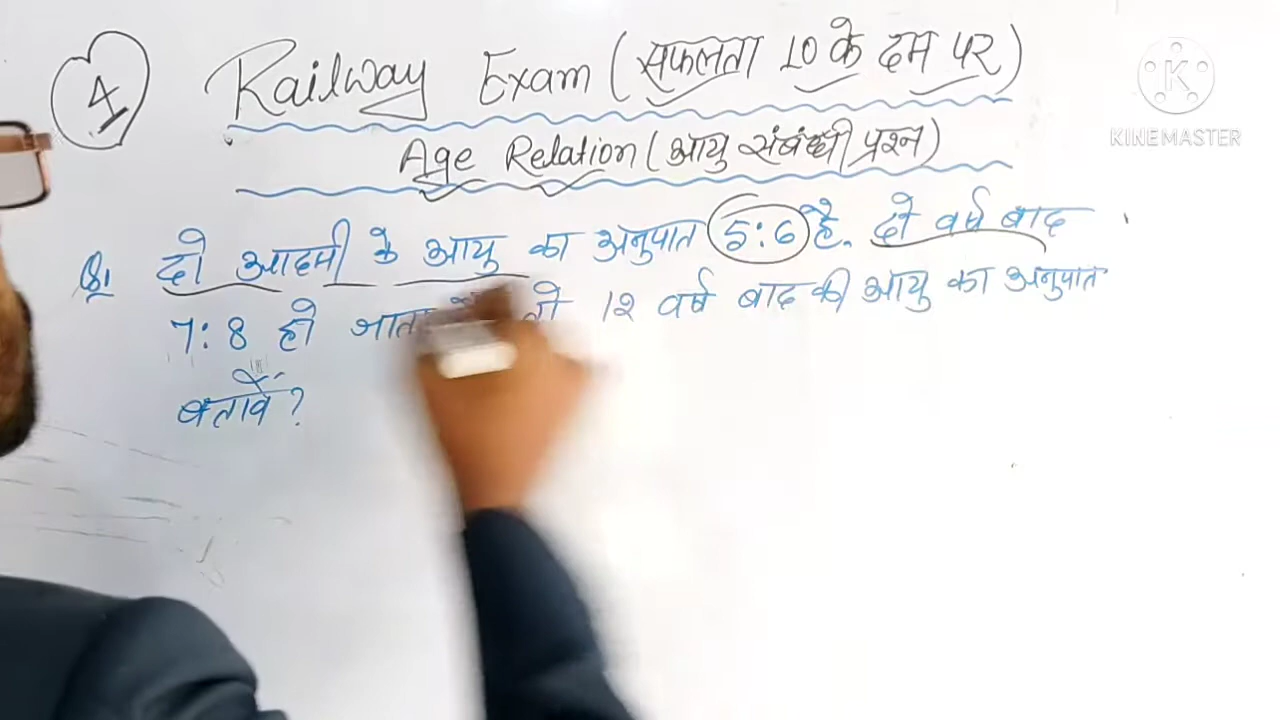 4
Railway Exam (सफलता 10 के दम पर)
Age Relation (आयु संबंधी प्रश्न)
Q1 दो आदमी के आयु का अनुपात 5:6 है. दो वर्ष बाद
7:8 हो जाता तो 12 वर्ष बाद की आयु का अनुपात
बतावें?
K
KINEMASTER